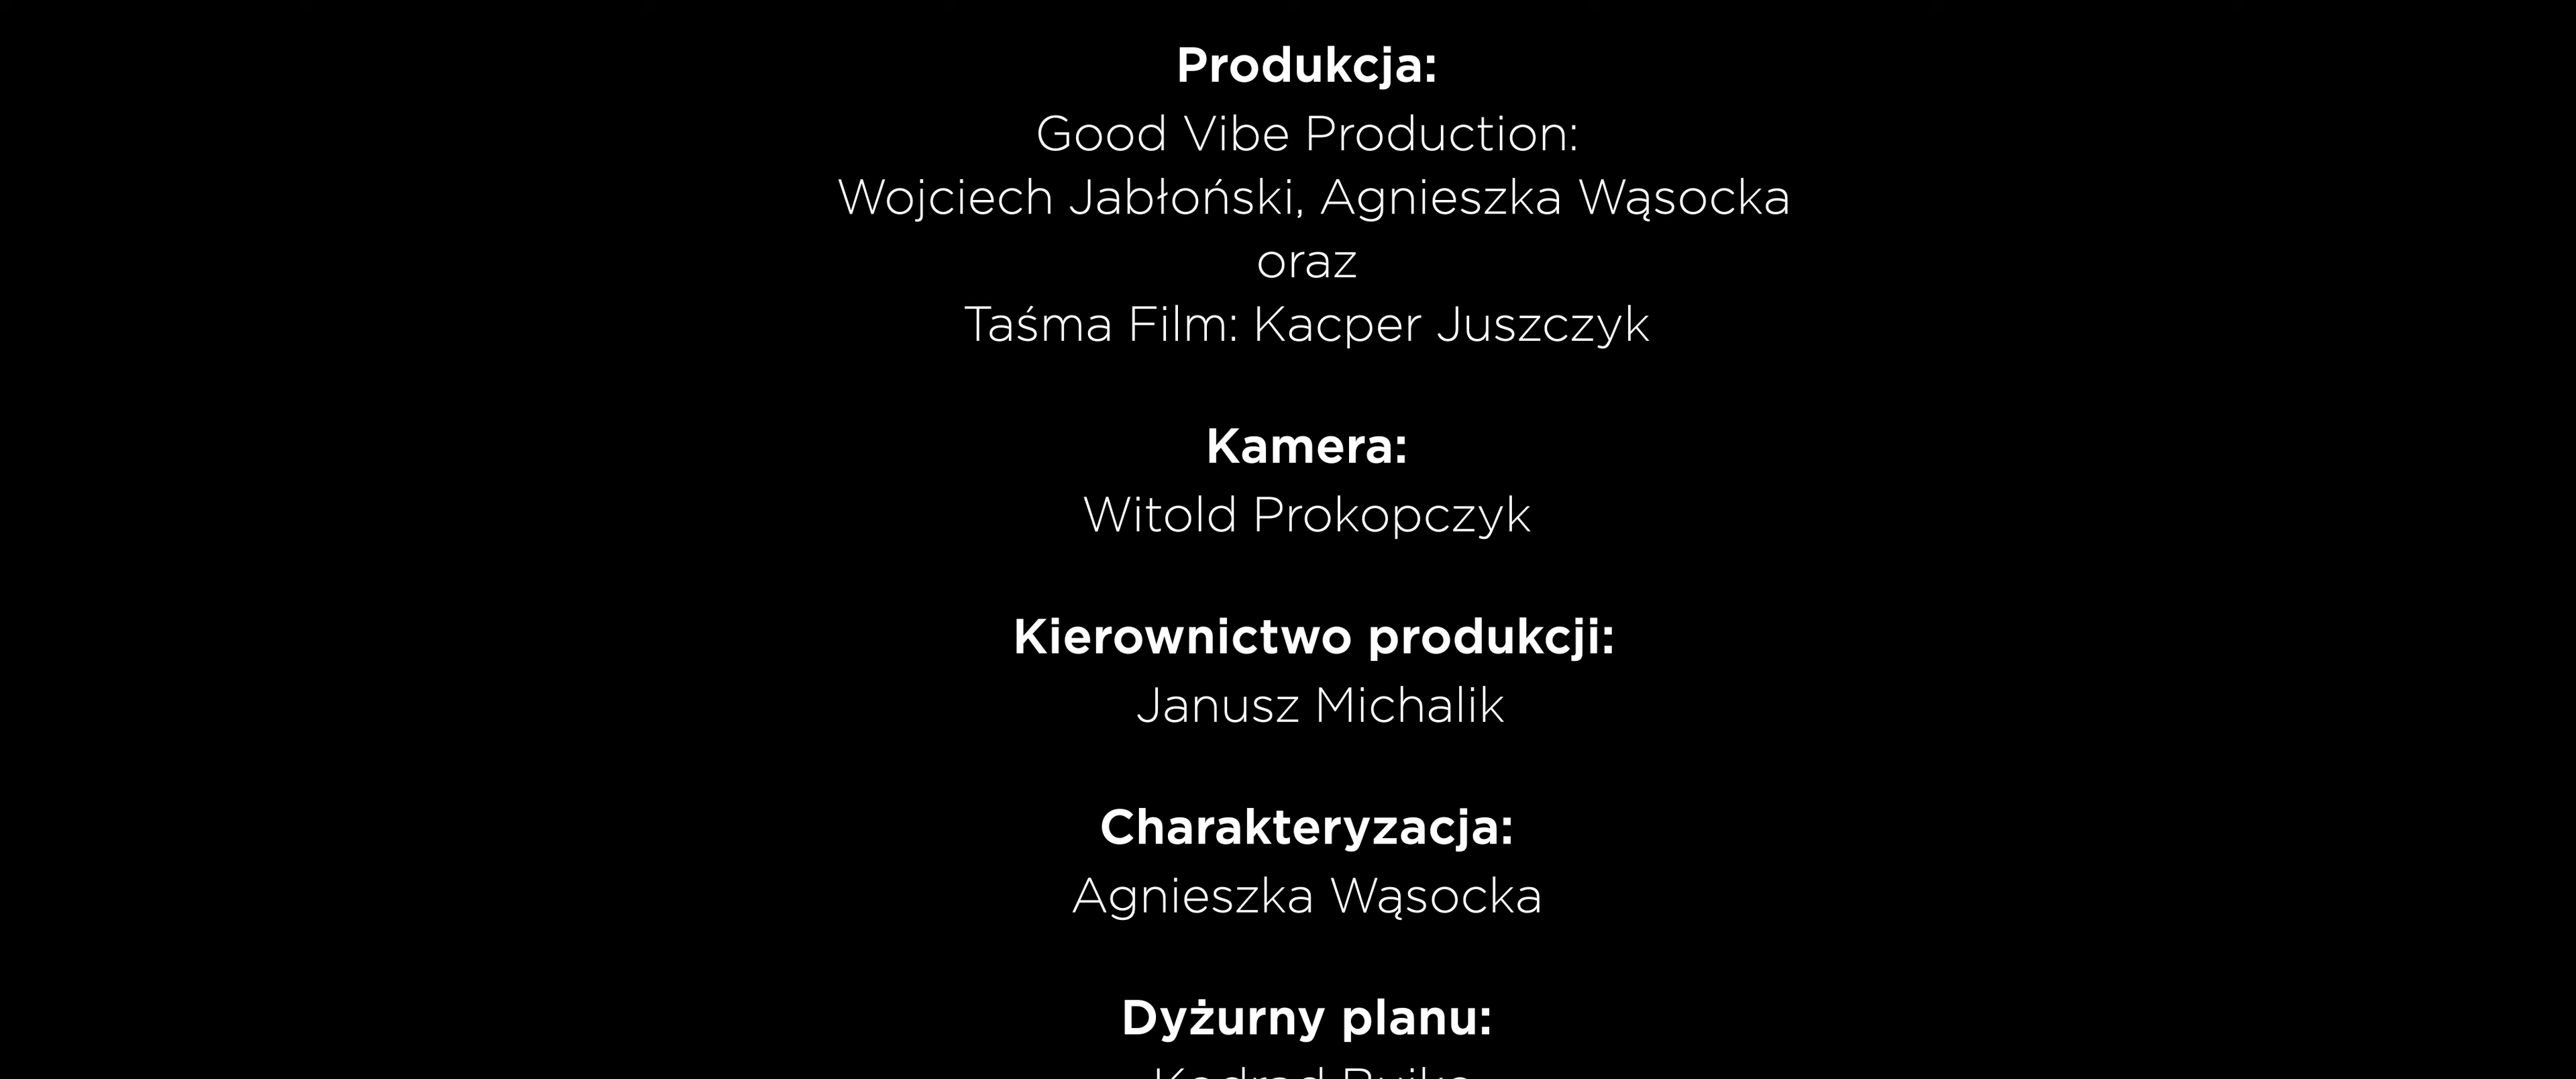 Produkcja:
Good Vibe Production:
Wojciech Jabłoński, Agnieszka Wąsocka
oraz
Taśma Film: Kacper Juszczyk
Kamera:
Witold Prokopczyk
Kierownictwo produkcji:
Janusz Michalik
Charakteryzacja:
Agnieszka Wąsocka
Dyżurny planu: